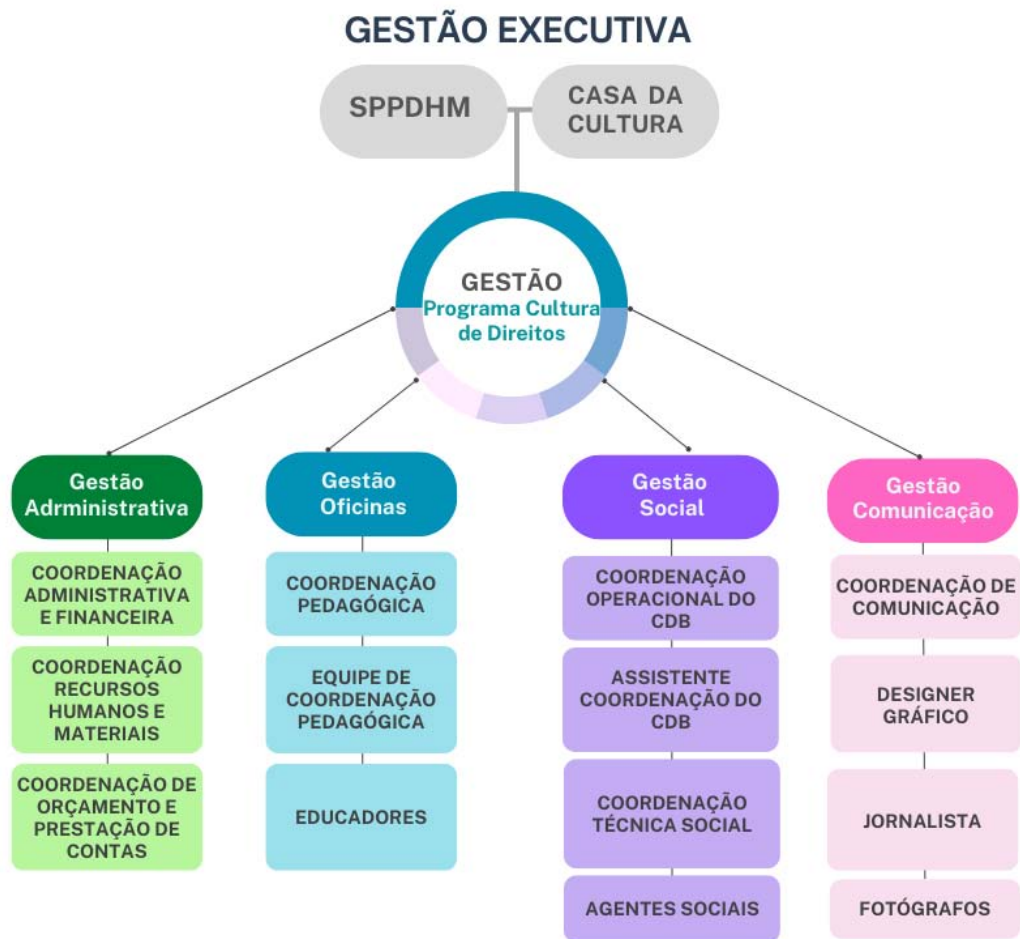 GESTÃO EXECUTIVA
SPPDHM
CASA DA
CULTURA
GESTÃO
Programa Cultura
de Direitos
Gestão
Adrministrativa
COORDENAÇÃO
ADMINISTRATIVA
E FINANCEIRA
COORDENAÇÃO
RECURSOS
HUMANOS E
MATERIAIS
COORDENAÇÃO DE
ORÇAMENTO E
PRESTAÇÃO DE
CONTAS
Gestão
Oficinas
COORDENAÇÃO
PEDAGÓGICA
EQUIPE DE
COORDENAÇÃO
PEDAGÓGICA
EDUCADORES
Gestão
Social
COORDENAÇÃO
OPERACIONAL DO
CDB
ASSISTENTE
COORDENAÇÃO DO
CDB
COORDENAÇÃO
TÉCNICA SOCIAL
AGENTES SOCIAIS
Gestão
Comunicação
COORDENAÇÃO DE
COMUNICAÇÃO
DESIGNER
GRÁFICO
JORNALISTA
FOTÓGRAFOS